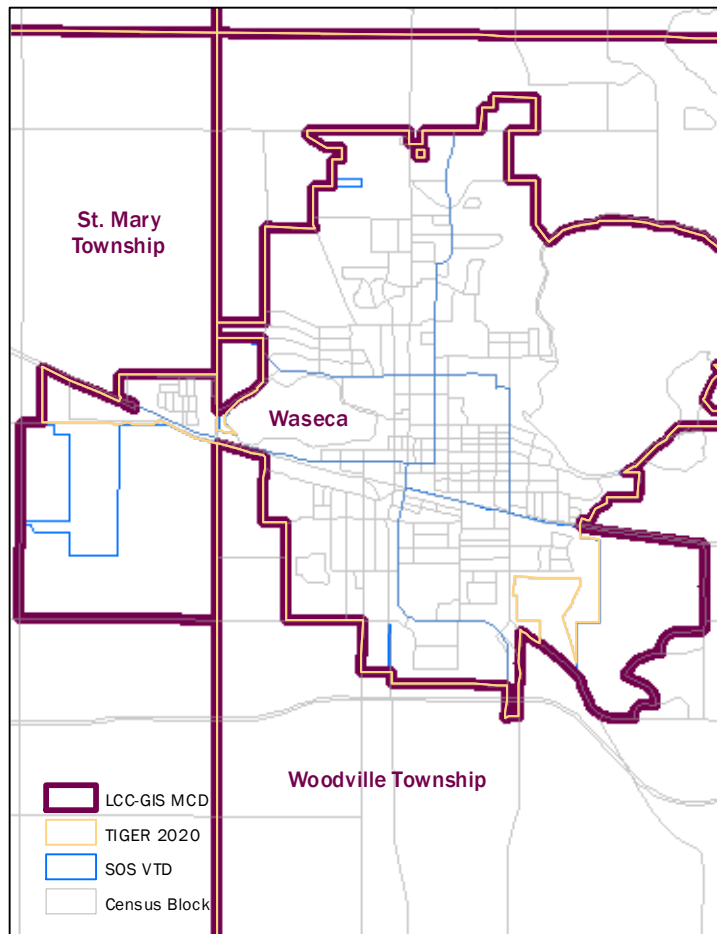 St. Mary
Township
Waseca
Woodville Township
LCC-GIS MCD
TIGER 2020
SOS VTD
Census Block